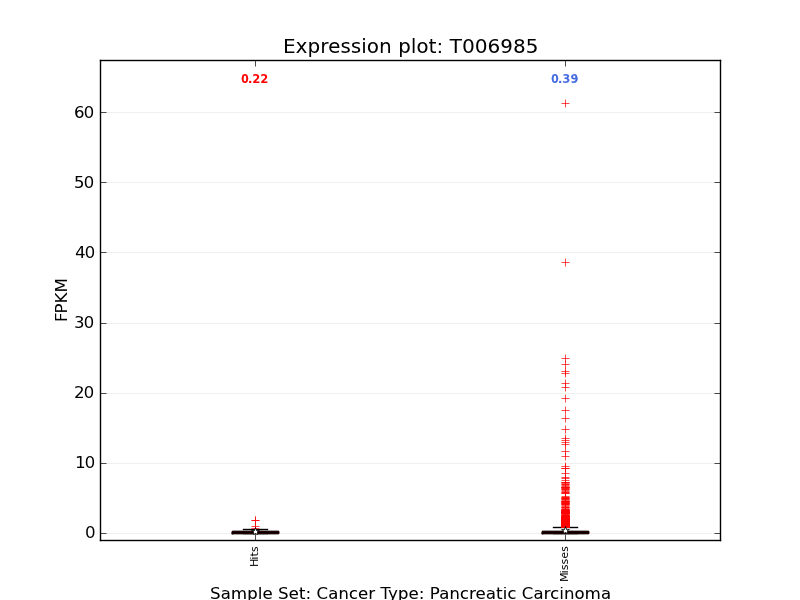 Expression plot: T006985
0.22
0.39
60
50
40
30
20
10
0
FPKM
Hits
Misses
Sample Set: Cancer Type: Pancreatic Carcinoma